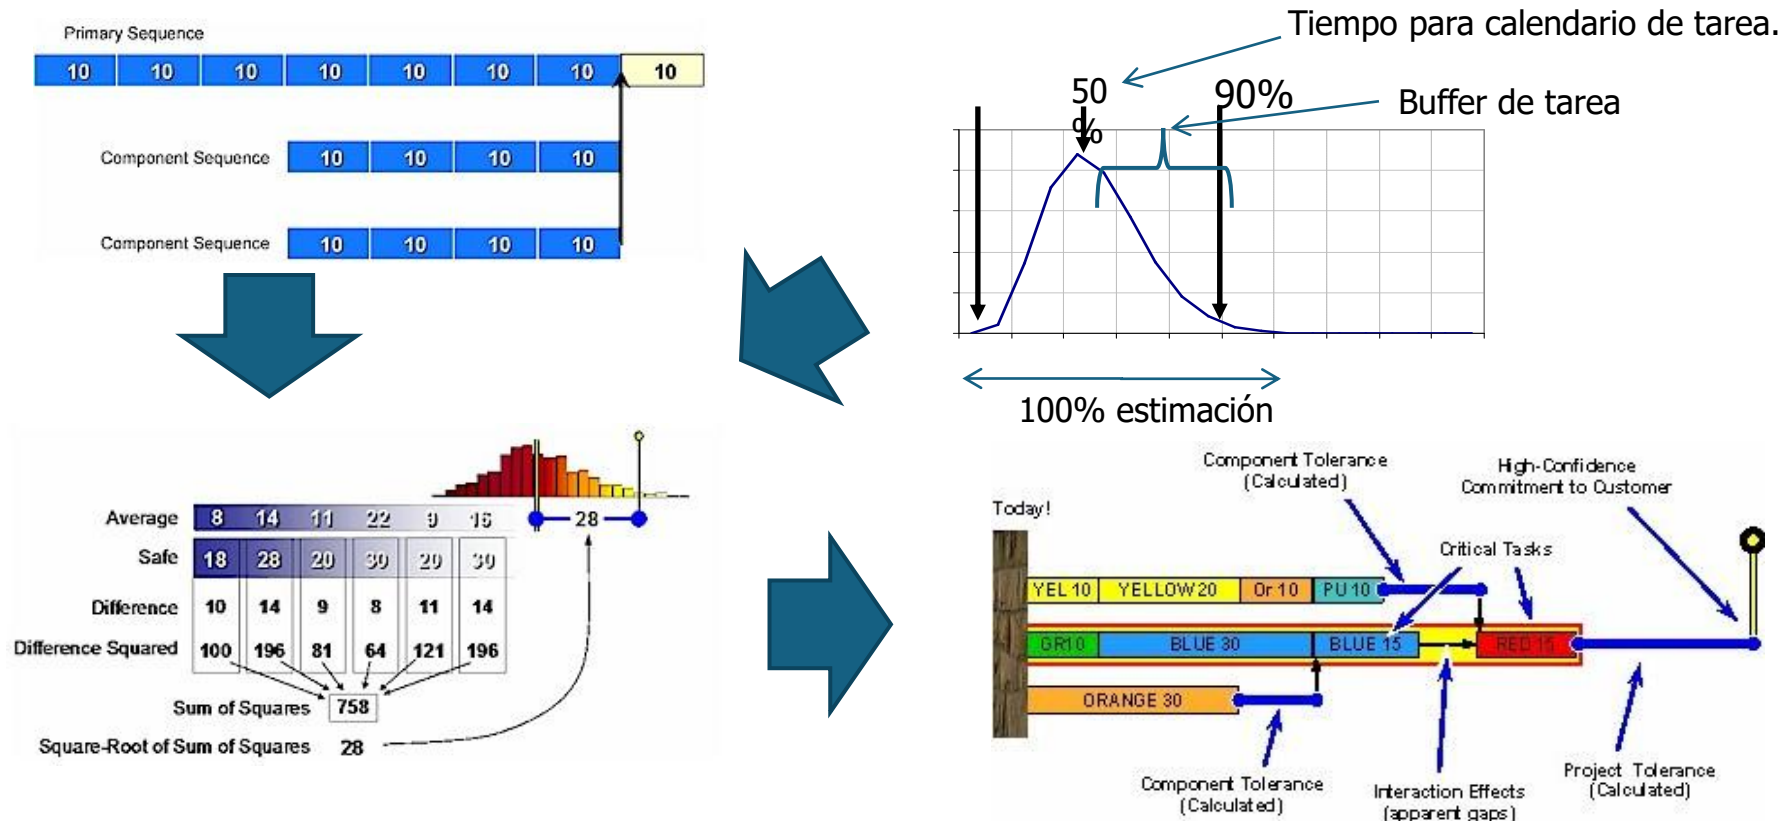 Primary Sequence
10 10 10 10 10 10 10 10
Component Sequence 10 10 10 10
Component Sequence 10 10 10 10
Tiempo para calendario de tarea.
50
%
90%
Buffer de tarea
100% estimación
Average 8 14 11 22 9 16 28
Safe 18 28 20 30 20 30
Difference 10 14 9 8 11 14
Difference Squared 100 196 81 64 121 196
Sum of Squares 758
Square-Root of Sum of Squares 28
Component Tolerance
(Calculated)
High-Confidence
Commitment to Customer
Today!
Critical Tasks
YEL 10 YELLOW 20 Or 10 PU 10
GR10 BLUE 30 BLUE 15 RED 15
ORANGE 30
Component Tolerance
(Calculated)
Interaction Effects
(apparent gaps)
Project Tolerance
(Calculated)